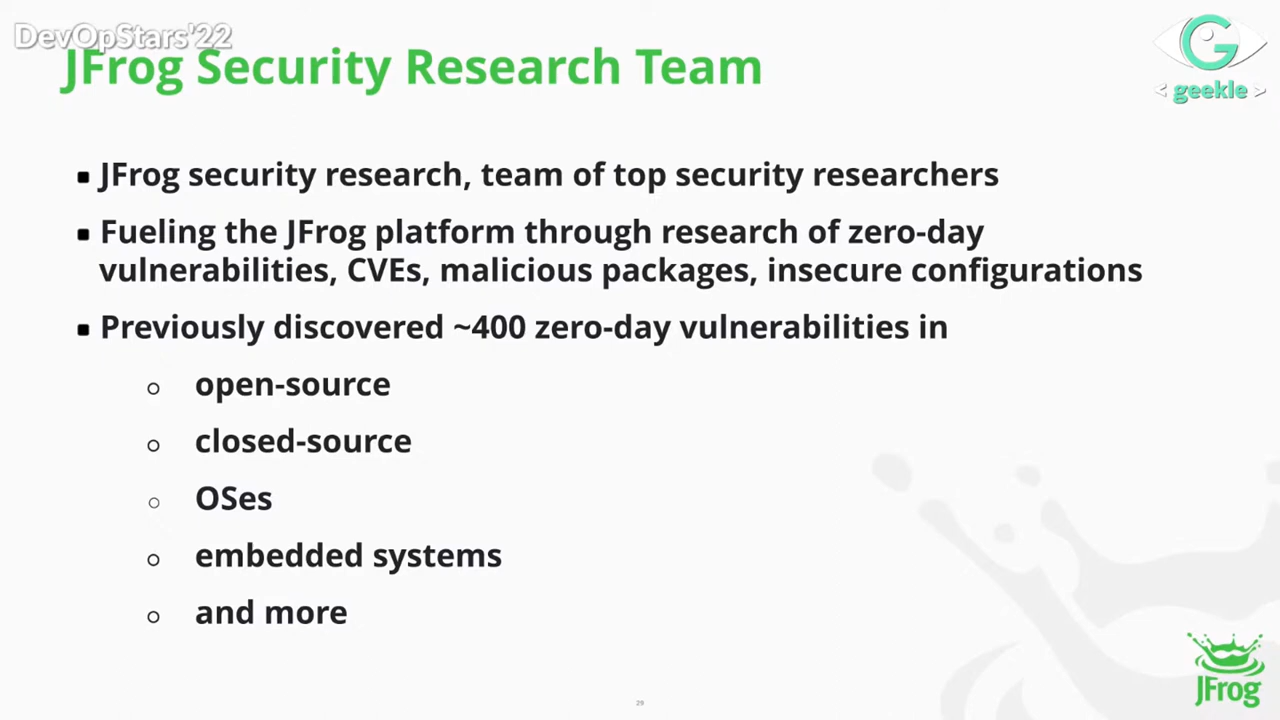 DevOpStars'22
JFrog Security Research Team
G
< geekle >
▪ JFrog security research, team of top security researchers
▪ Fueling the JFrog platform through research of zero-day
vulnerabilities, CVEs, malicious packages, insecure configurations
▪ Previously discovered ~400 zero-day vulnerabilities in
○ open-source
○ closed-source
○ OSes
○ embedded systems
○ and more
29
JFrog